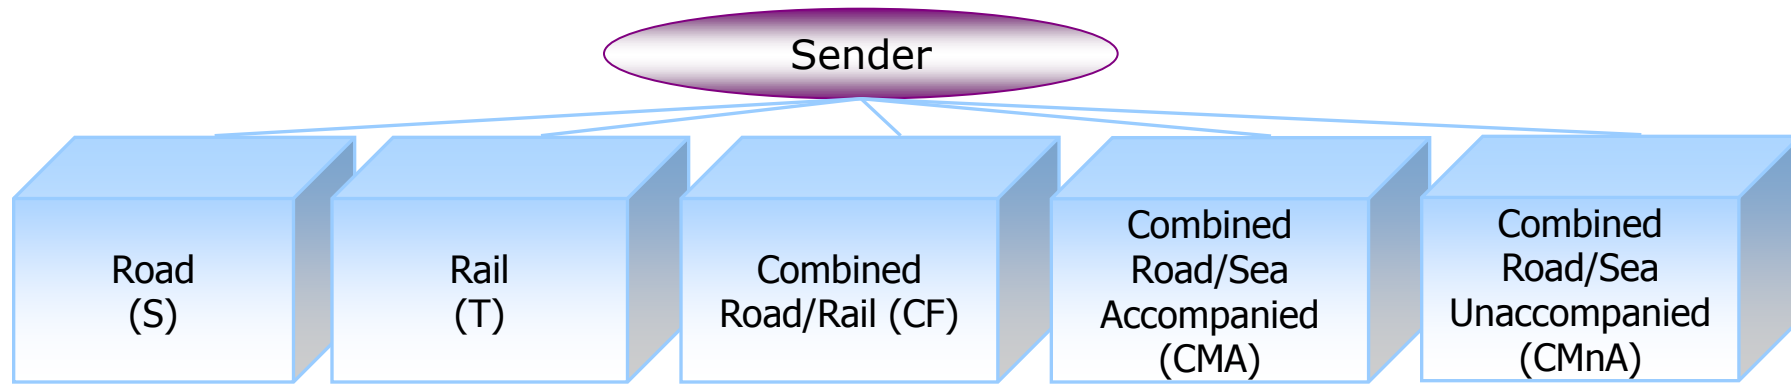 Sender
Road
(S)
Rail
(T)
Combined
Road/Rail (CF)
Combined
Road/Sea
Accompanied
(CMA)
Combined
Road/Sea
Unaccompanied
(CMnA)